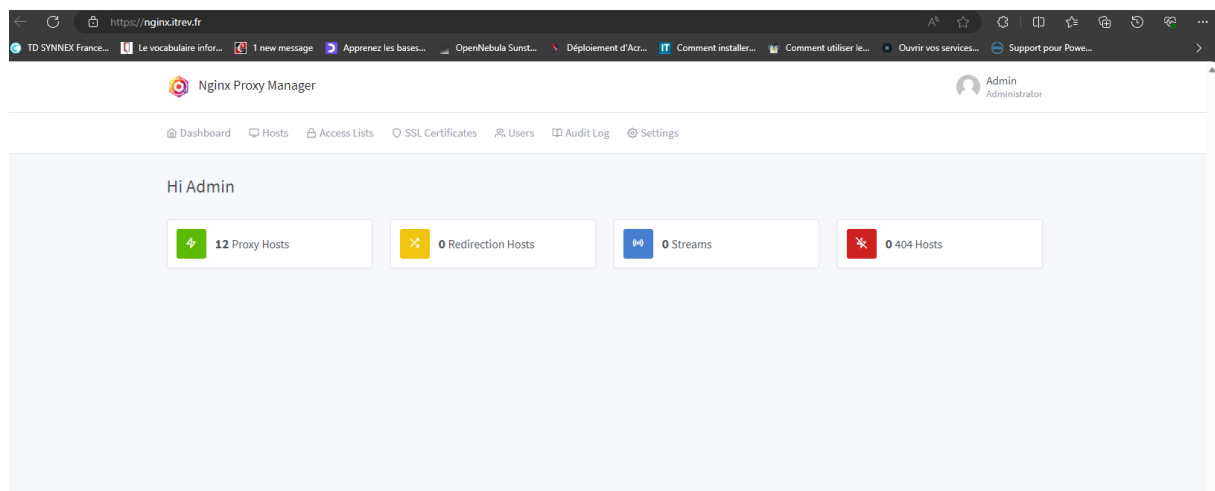 https://nginx.itrev.fr
TD SYNNEX France... Le vocabulaire infor... 1 new message Apprenez les bases... OpenNebula Sunst... Déploiement d'Acr... Comment installer... Comment utiliser le... Ouvrir vos services... Support pour Powe...
Nginx Proxy Manager
Admin
Administrator
Dashboard Hosts Access Lists SSL Certificates Users Audit Log Settings
Hi Admin
12 Proxy Hosts 0 Redirection Hosts 0 Streams 0 404 Hosts